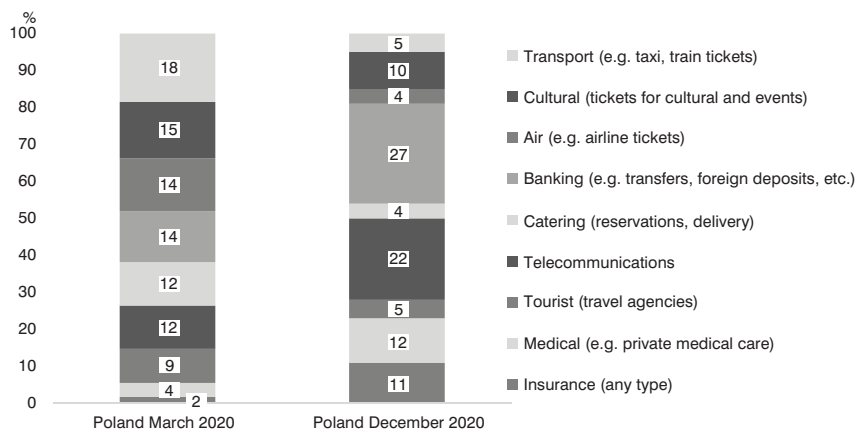 %
100
90
80
70
60
50
40
30
20
10
0
18
15
14
14
12
12
9
4
2
5
10
4
27
4
22
5
12
11
Poland March 2020
Poland December 2020
Transport (e.g. taxi, train tickets)
Cultural (tickets for cultural and events)
Air (e.g. airline tickets)
Banking (e.g. transfers, foreign deposits, etc.)
Catering (reservations, delivery)
Telecommunications
Tourist (travel agencies)
Medical (e.g. private medical care)
Insurance (any type)